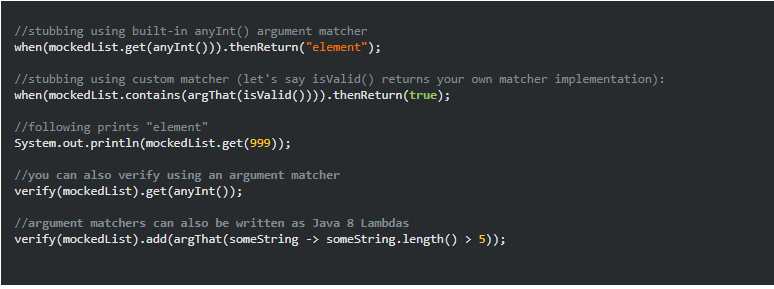 //stubbing using built-in anyInt() argument matcher
when(mockedList.get(anyInt())).thenReturn("element");
//stubbing using custom matcher (let's say isValid() returns your own matcher implementation):
when(mockedList.contains(argThat(isValid()))).thenReturn(true);
//following prints "element"
System.out.println(mockedList.get(999));
//you can also verify using an argument matcher
verify(mockedList).get(anyInt());
//argument matchers can also be written as Java 8 Lambdas
verify(mockedList).add(argThat(someString -> someString.length() > 5));